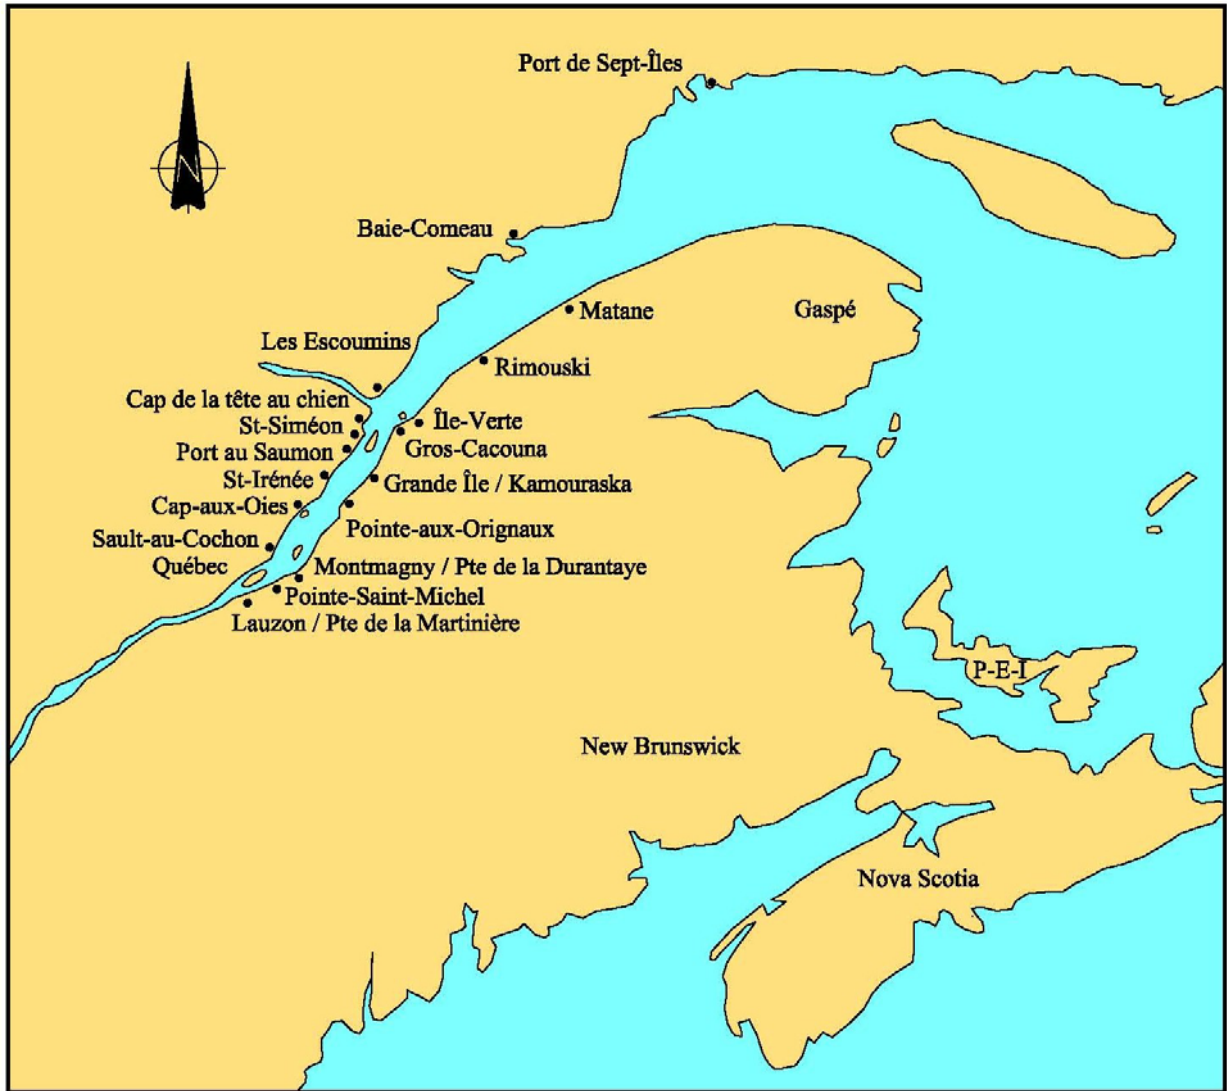 Port de Sept-Îles
N
Baie-Comeau
Matane
Gaspé
Les Escoumins
Rimouski
Cap de la tête au chien
St-Siméon
Port au Saumon
St-Irénée
Cap-aux-Oies
Sault-au-Cochon
Québec
Île-Verte
Gros-Cacouna
Grande Île / Kamouraska
Pointe-aux-Orignaux
Montmagny / Pte de la Durantaye
Pointe-Saint-Michel
Lauzon / Pte de la Martinière
P-E-I
New Brunswick
Nova Scotia